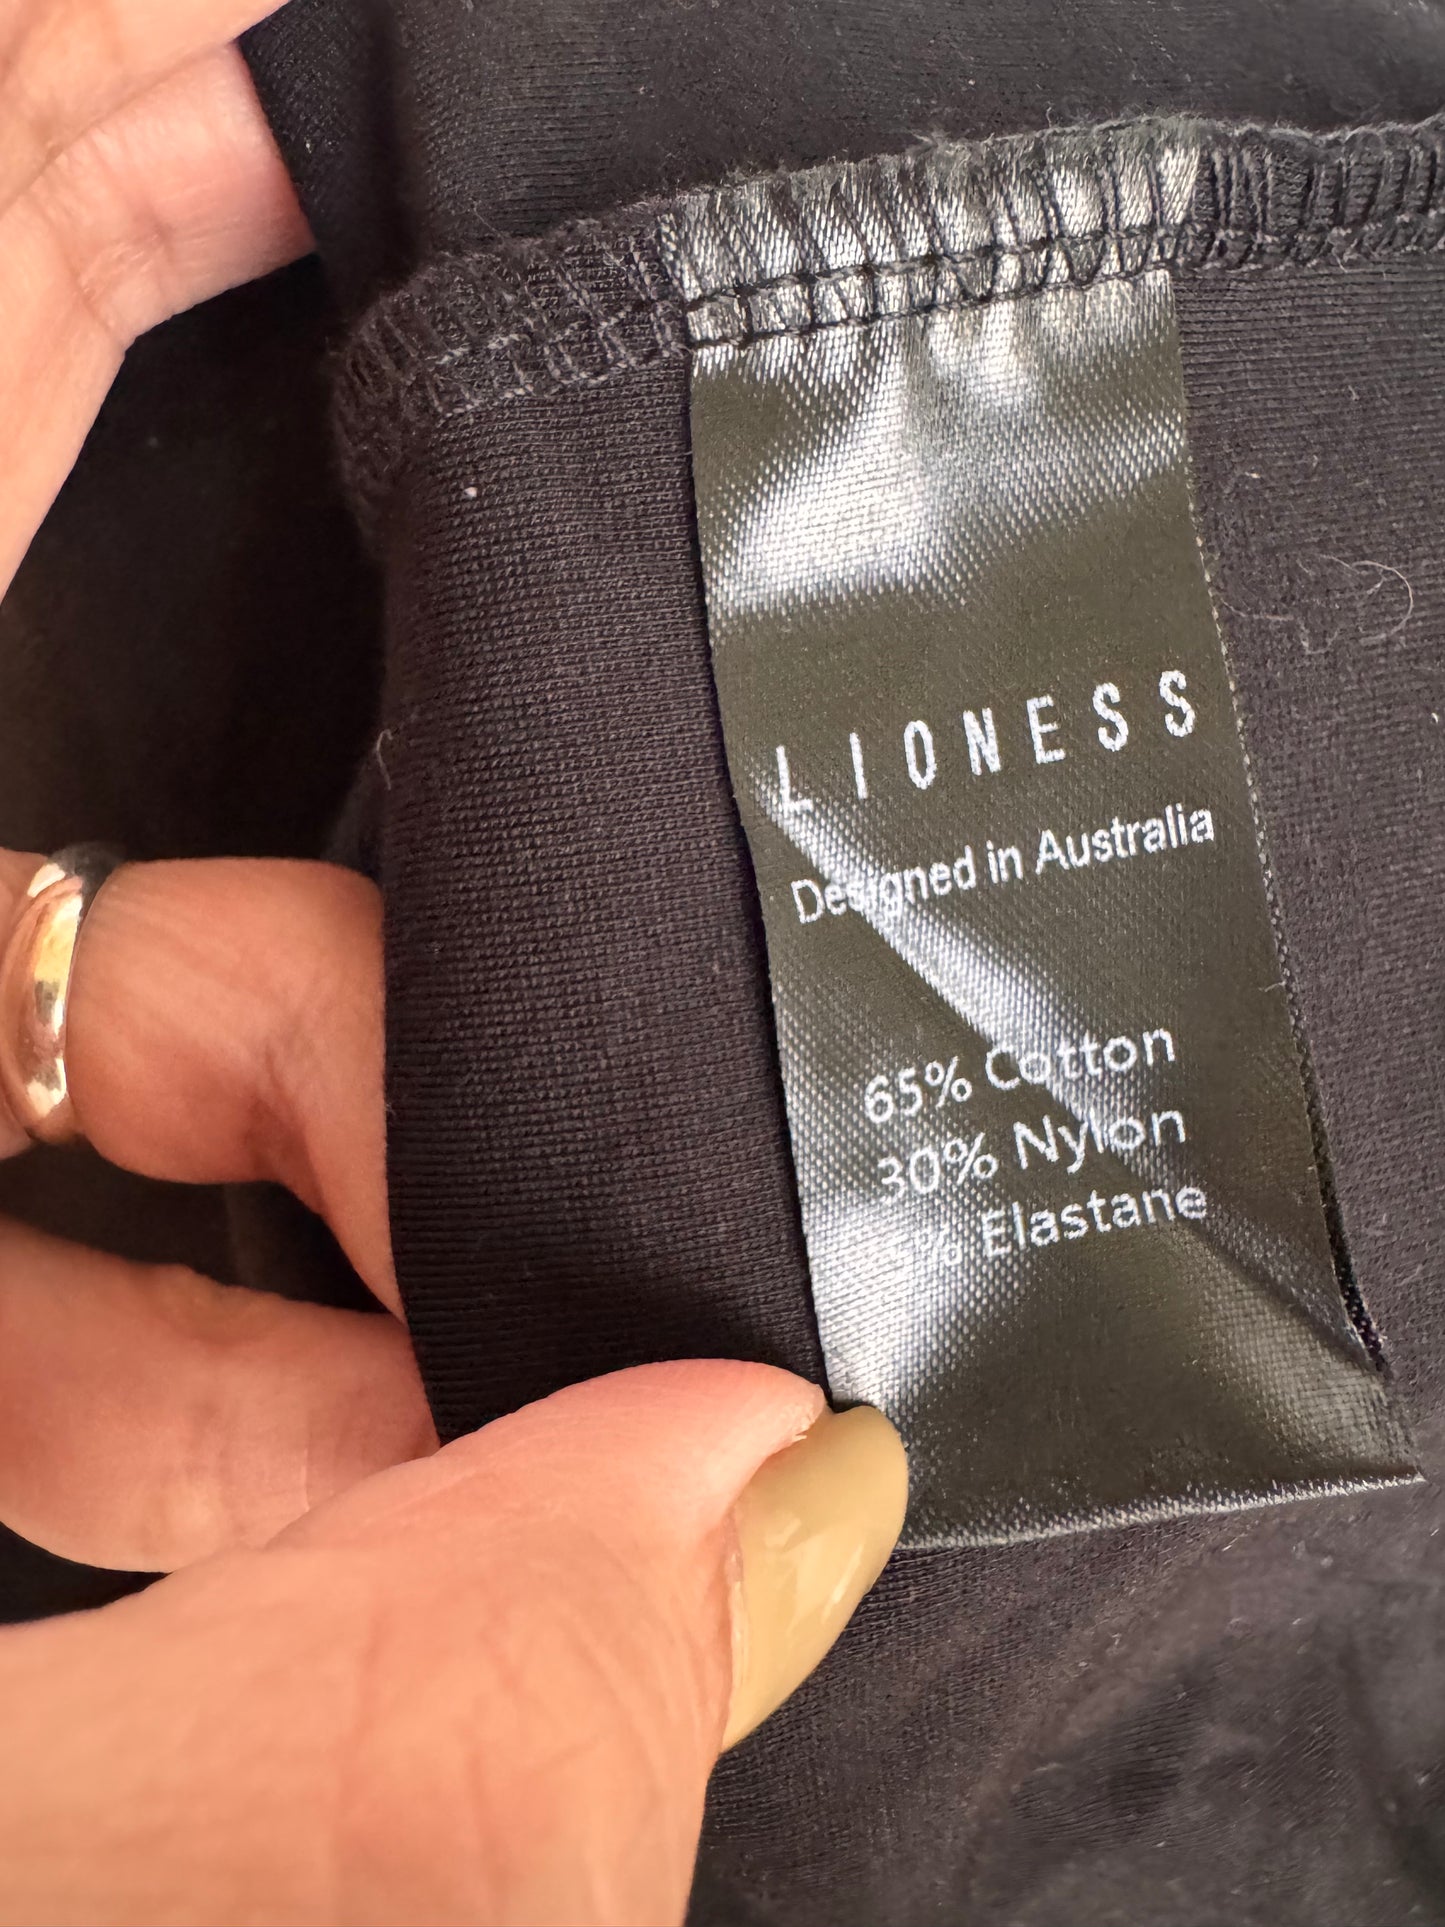 LIONESS
Designed in Australia
65% Cotton
30% Nylon
% Elastane